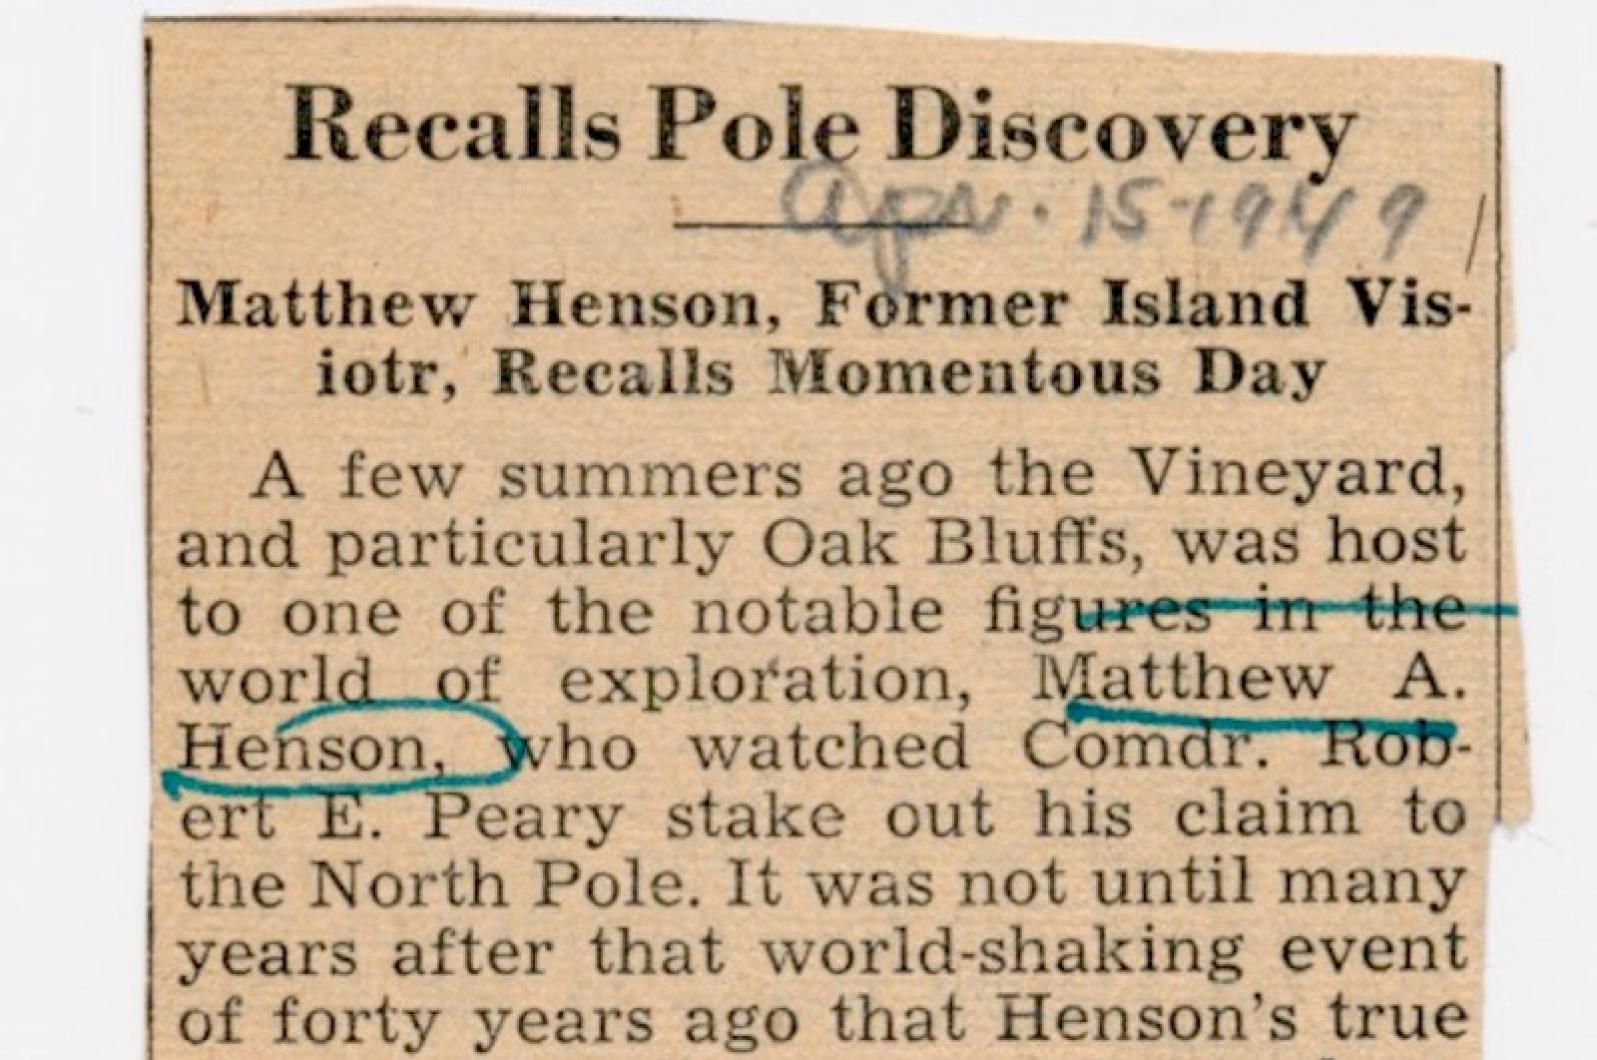 Recalls Pole Discovery
Apr. 15-1949
Matthew Henson, Former Island Vis-
iotr, Recalls Momentous Day
A few summers ago the Vineyard,
and particularly Oak Bluffs, was host
to one of the notable figures in the
world of exploration, Matthew A.
Henson, who watched Comdr. Rob-
ert E. Peary stake out his claim to
the North Pole. It was not until many
years after that world-shaking event
of forty years ago that Henson's true